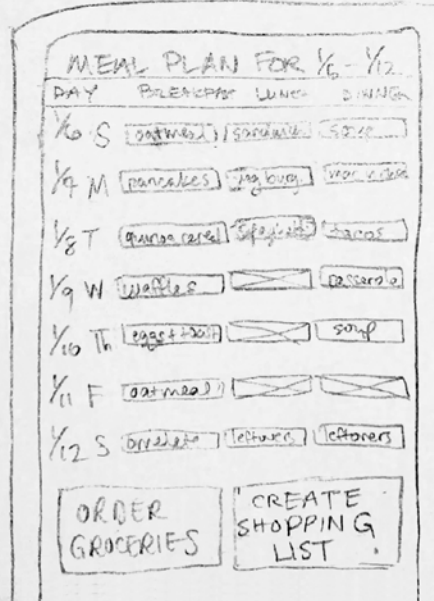 MEAL PLAN FOR 1/6 - 1/12
DAY BREAKFAST LUNCH DINNER
1/6 S oatmeal sandwich soup
1/7 M pancakes veg burg. mac n cheese
1/8 T quinoa cereal spaghetti tacos
1/9 W waffles casserole
1/10 Th eggs + toast soup
1/11 F oatmeal
1/12 S omelete leftovers leftovers
ORDER
GROCERIES
CREATE
SHOPPING
LIST